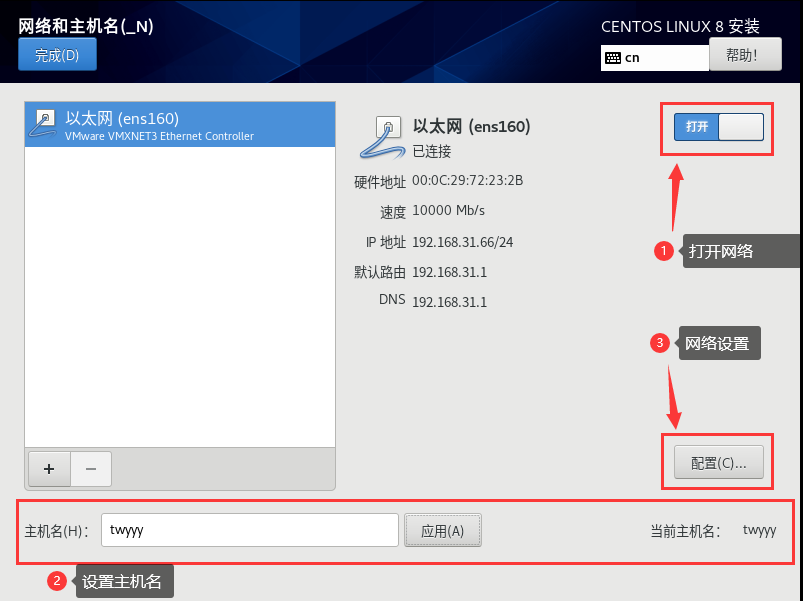 网络和主机名(_N)
CENTOS LINUX 8 安装
完成(D)
cn
帮助!
以太网 (ens160)
VMware VMXNET3 Ethernet Controller
以太网 (ens160)
已连接
打开
硬件地址 00:0C:29:72:23:2B
速度 10000 Mb/s
IP 地址 192.168.31.66/24
默认路由 192.168.31.1
DNS 192.168.31.1
1 打开网络
3 网络设置
+ −
配置(C)...
主机名(H): twyyy 应用(A) 当前主机名: twyyy
2 设置主机名